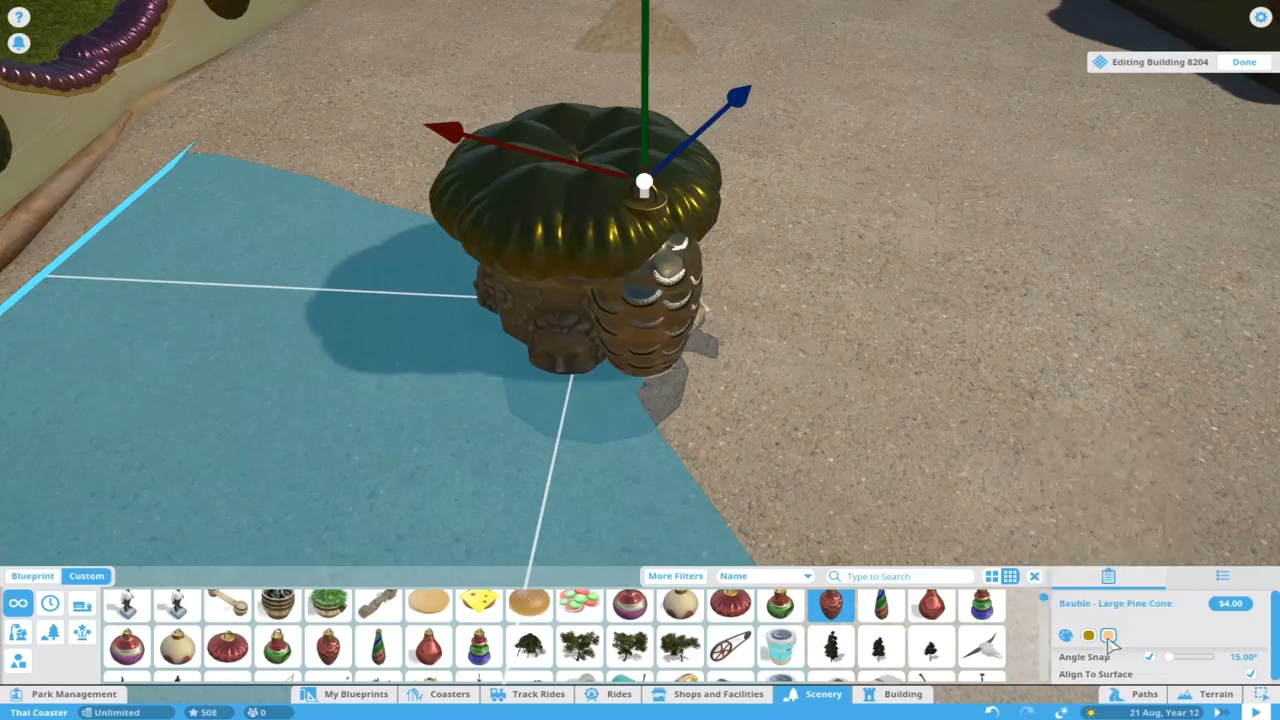 ?
Editing Building 8204 Done
Blueprint Custom More Filters Name Type to Search
Bauble - Large Pine Cone $4.00
Angle Snap 15.00°
Align To Surface
Park Management My Blueprints Coasters Track Rides Rides Shops and Facilities Scenery Building Paths Terrain
Thai Coaster Unlimited 508 0 21 Aug, Year 12